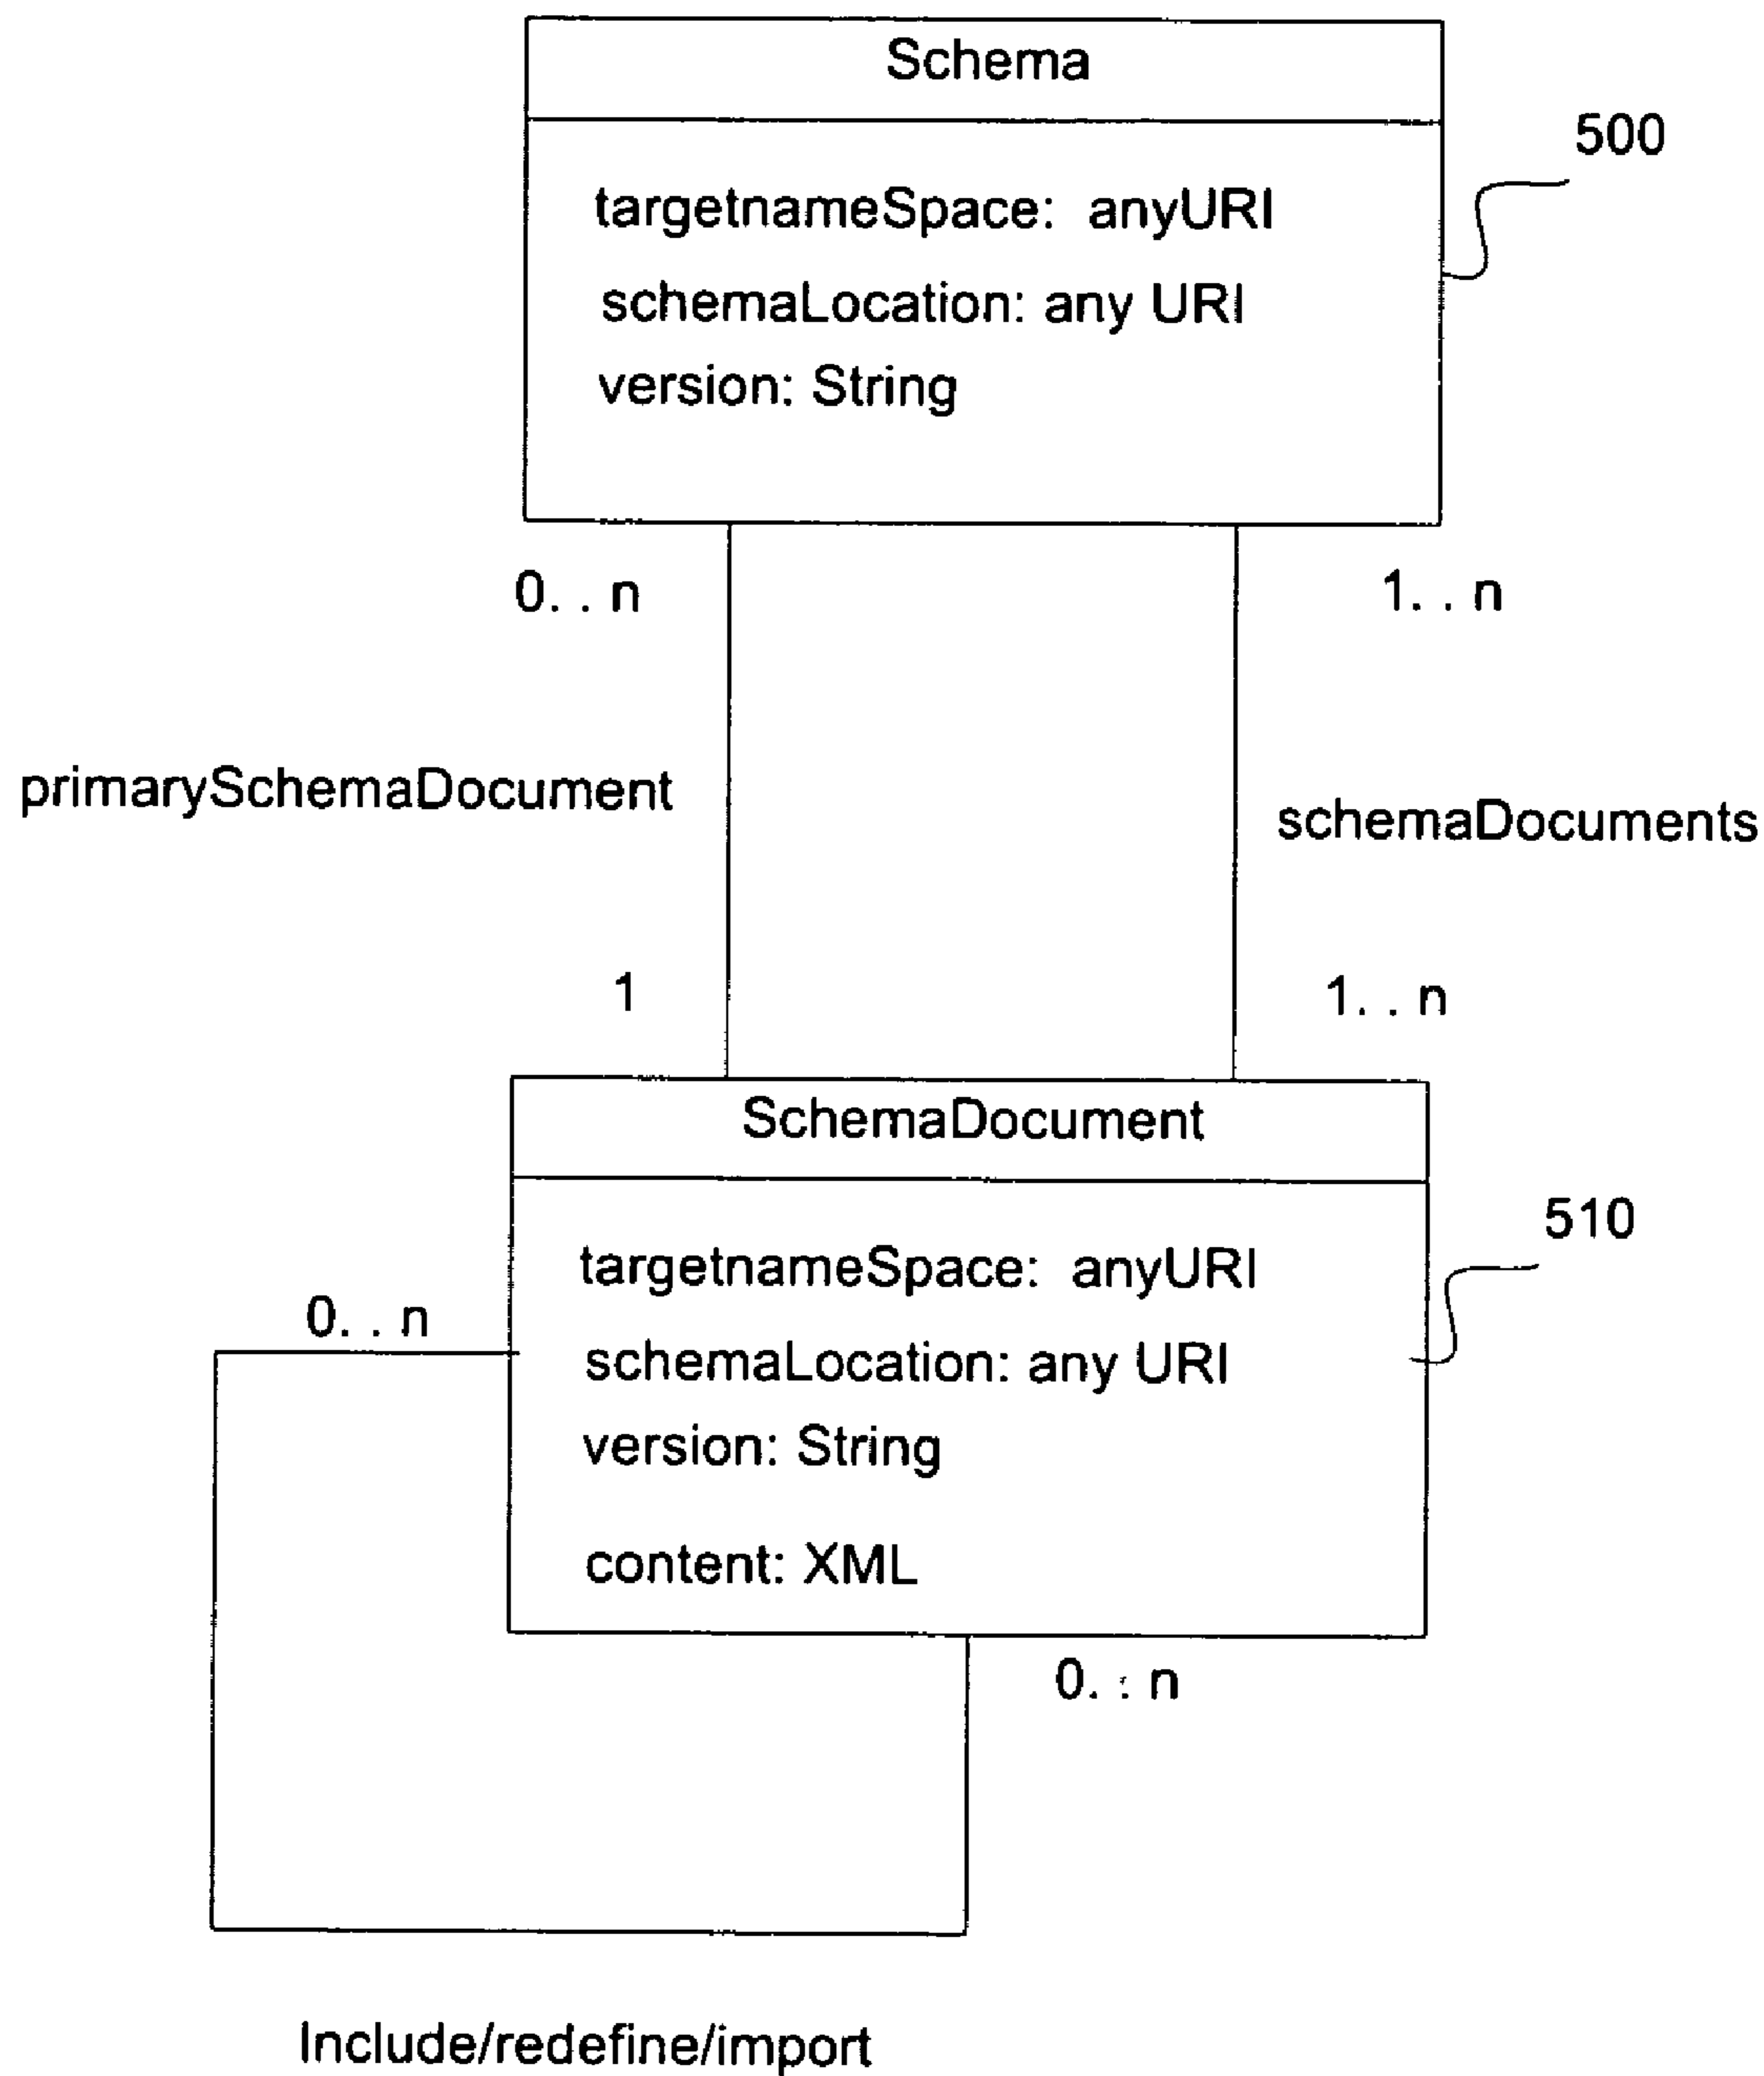 Schema
500
targetnameSpace: anyURI
schemaLocation: any URI
version: String
0. . n
1. . n
primarySchemaDocument
schemaDocuments
1
1. . n
SchemaDocument
510
targetnameSpace: anyURI
0. . n
schemaLocation: any URI
version: String
content: XML
0. . n
Include/redefine/import